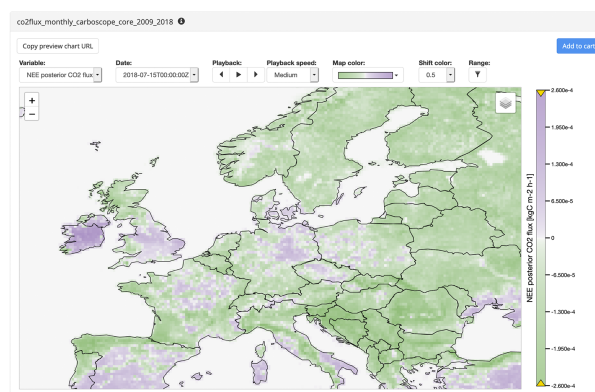 co2flux_monthly_carboscope_core_2009_2018
Copy preview chart URL
Add to cart
Variable: Date: Playback: Playback speed: Map color: Shift color: Range:
NEE posterior CO2 flux 2018-07-15T00:00:00Z Medium 0.5
+
−
2.600e-4
1.950e-4
1.300e-4
6.500e-5
0
-6.500e-5
-1.300e-4
-1.950e-4
-2.600e-4
NEE posterior CO2 flux [kgC m-2 h-1]